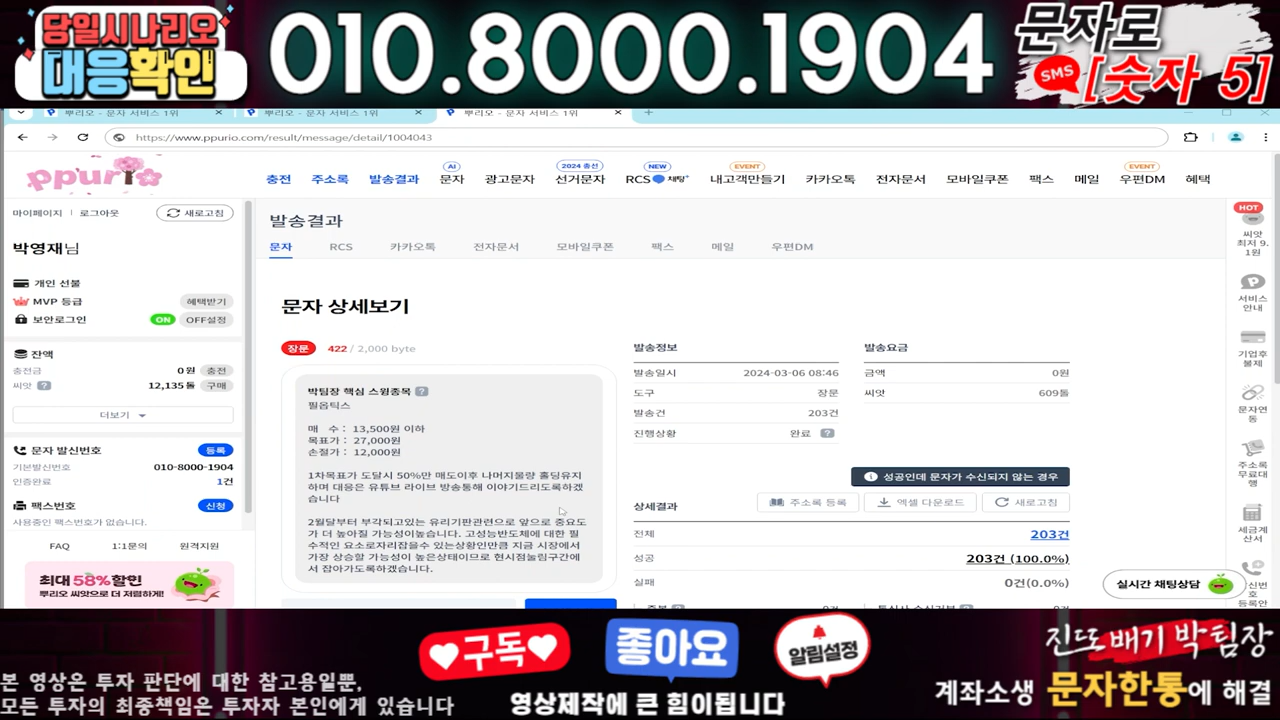 당일시나리오
대응확인
010.8000.1904
문자로
SMS
[숫자 5]
뿌리오 - 문자 서비스 1위
뿌리오 - 문자 서비스 1위
뿌리오 - 문자 서비스 1위
https://www.ppurio.com/result/message/detail/1004043
ppurio
충전
주소록
발송결과
AI
문자
광고문자
2024 총선
선거문자
NEW
RCS 채팅+
EVENT
내고객만들기
카카오톡
전자문서
모바일쿠폰
팩스
메일
EVENT
우편DM
혜택
마이페이지 | 로그아웃
새로고침
박영재님
개인 선불
MVP 등급
혜택받기
보안로그인
ON
OFF설정
잔액
충전금
0원
충전
씨앗 ?
12,135톨
구매
더보기
문자 발신번호
등록
기본발신번호
010-8000-1904
인증완료
1건
팩스번호
신청
사용중인 팩스번호가 없습니다.
FAQ
1:1문의
원격지원
최대 58%할인
뿌리오 씨앗으로 더 저렴하게!
발송결과
문자
RCS
카카오톡
전자문서
모바일쿠폰
팩스
메일
우편DM
문자 상세보기
장문
422 / 2,000 byte
박팀장 핵심 스윙종목 ?
필옵틱스
매 수 : 13,500원 이하
목표가 : 27,000원
손절가 : 12,000원
1차목표가 도달시 50%만 매도이후 나머지물량 홀딩유지
하며 대응은 유튜브 라이브 방송통해 이야기드리도록하겠
습니다
2월달부터 부각되고있는 유리기판관련으로 앞으로 중요도
가 더 높아질 가능성이높습니다. 고성능반도체에 대한 필
수적인 요소로자리잡을수 있는상황인만큼 지금 시장에서
가장 상승할 가능성이 높은상태이므로 현시점눌림구간에
서 잡아가도록하겠습니다.
발송정보
발송일시
2024-03-06 08:46
도구
장문
발송건
203건
진행상황
완료 ?
발송요금
금액
0원
씨앗
609톨
성공인데 문자가 수신되지 않는 경우
상세결과
주소록 등록
엑셀 다운로드
새로고침
전체
203건
성공
203건 (100.0%)
실패
0건(0.0%)
HOT
씨앗
최저 9.
1원
서비스
안내
기업후
불제
문자연
동
주소록
무료대
행
세금계
산서
실시간 채팅상담
구독
좋아요
알림설정
영상제작에 큰 힘이됩니다
본 영상은 투자 판단에 대한 참고용일뿐,
모든 투자의 최종책임은 투자자 본인에게 있습니다
진또배기 박팀장
계좌소생 문자한통에 해결